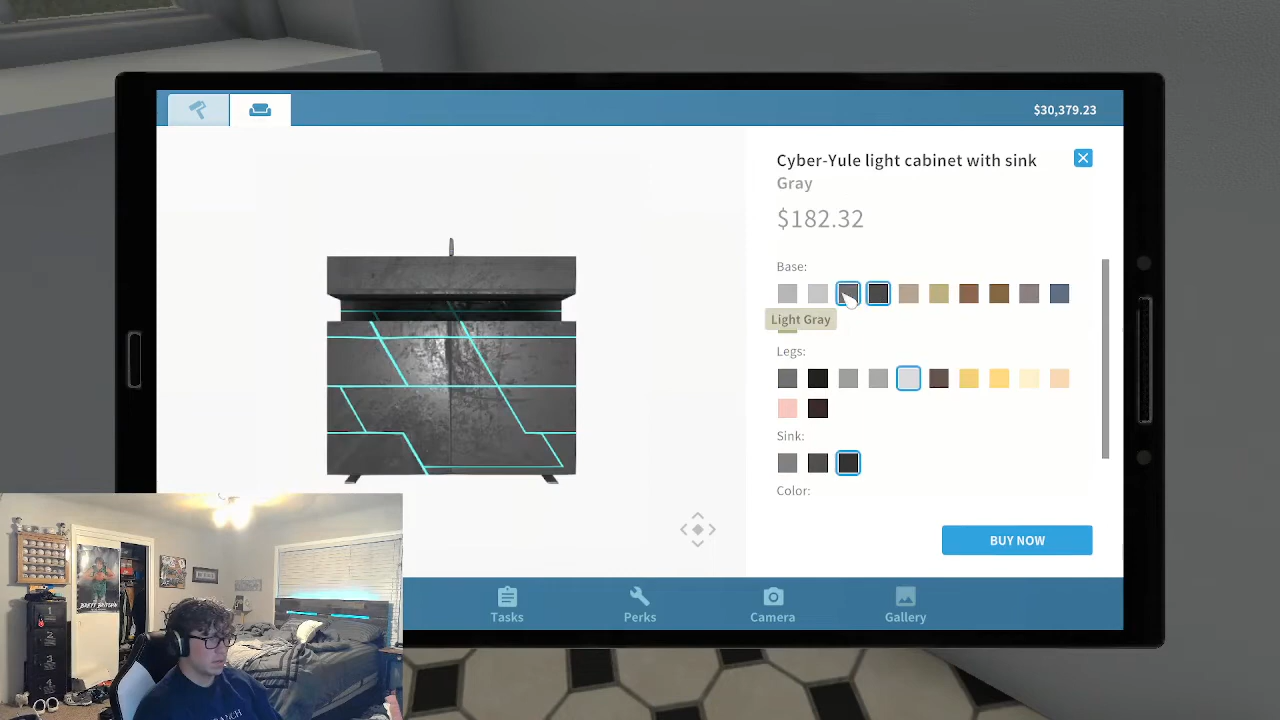 $30,379.23
Cyber-Yule light cabinet with sink
Gray
$182.32
Base:
Light Gray
Legs:
Sink:
Color:
BUY NOW
Tasks
Perks
Camera
Gallery